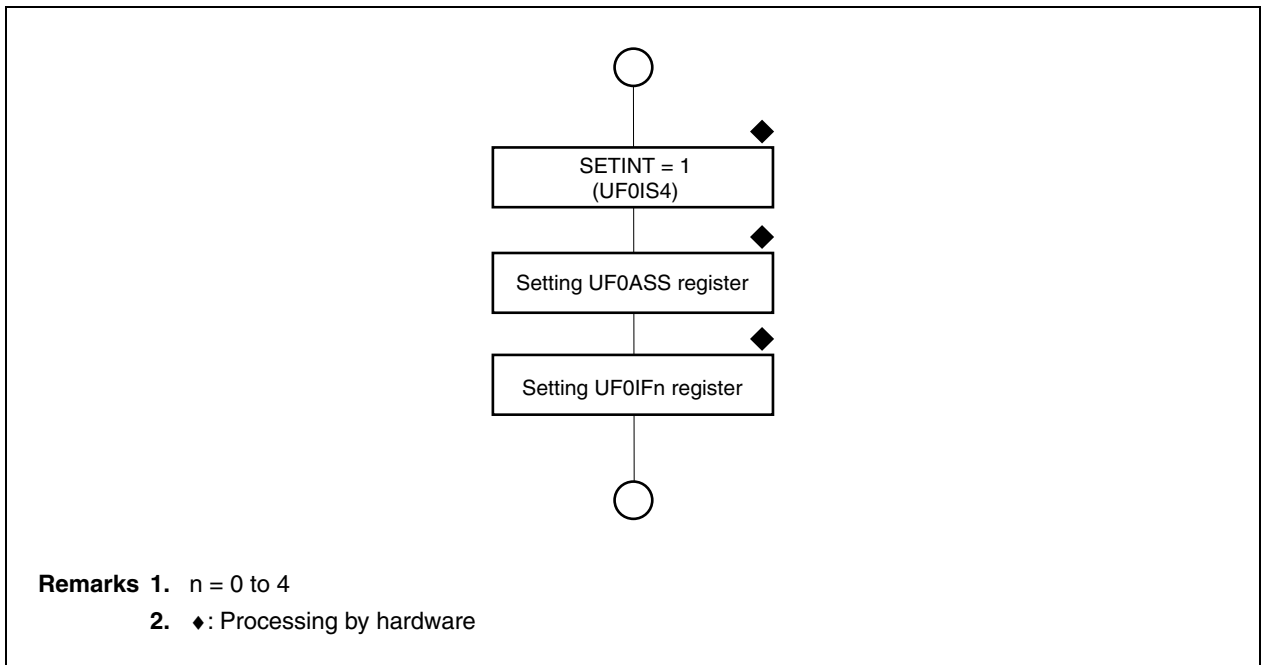 SETINT = 1
(UF0IS4)
Setting UF0ASS register
Setting UF0IFn register
Remarks 1. n = 0 to 4
2. ♦: Processing by hardware